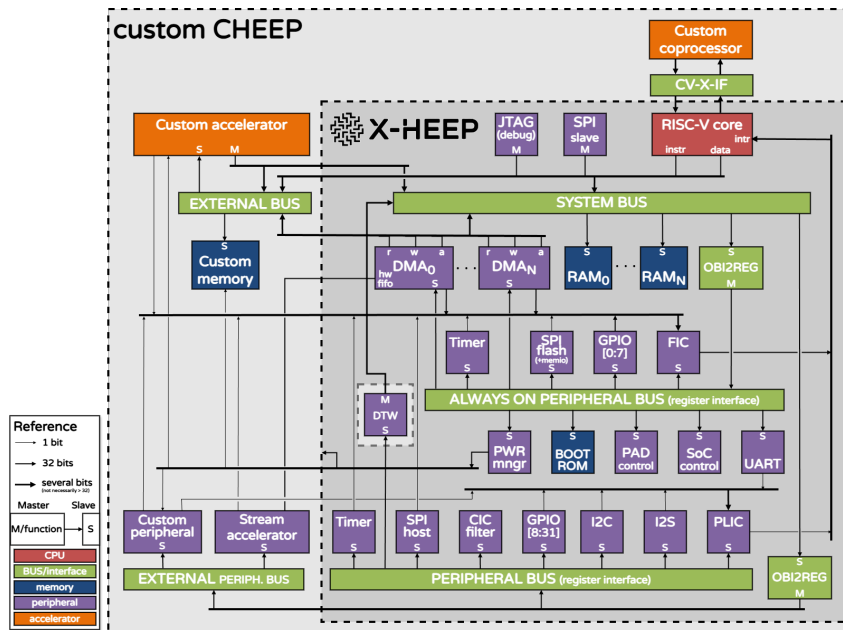 custom CHEEP
Custom
coprocessor
CV-X-IF
Custom accelerator
S M
X-HEEP
JTAG
(debug)
M
SPI
slave
M
RISC-V core
intr
instr data
EXTERNAL BUS
SYSTEM BUS
S
Custom
memory
r w a
DMA0
hw
fifo
S
. . .
r w a
DMAN
S
S
RAM0
. . .
S
RAMN
S
OBI2REG
M
Timer
S
SPI
flash
(+memio)
S
GPIO
[0:7]
S
FIC
S
M
DTW
S
ALWAYS ON PERIPHERAL BUS (register interface)
S
PWR
mngr
S
BOOT
ROM
S
PAD
control
S
SoC
control
S
UART
Reference
1 bit
32 bits
several bits
(not necessarily > 32)
Master Slave
M/function S
CPU
BUS/interface
memory
peripheral
accelerator
Custom
peripheral
S
Stream
accelerator
S
Timer
S
SPI
host
S
CIC
filter
S
GPIO
[8:31]
S
I2C
S
I2S
S
PLIC
S
EXTERNAL PERIPH. BUS
PERIPHERAL BUS (register interface)
S
OBI2REG
M